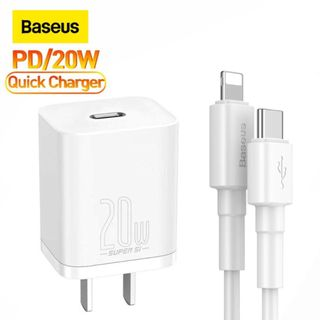 Baseus
PD/20W
Quick Charger
Baseus
20W
SUPER Si